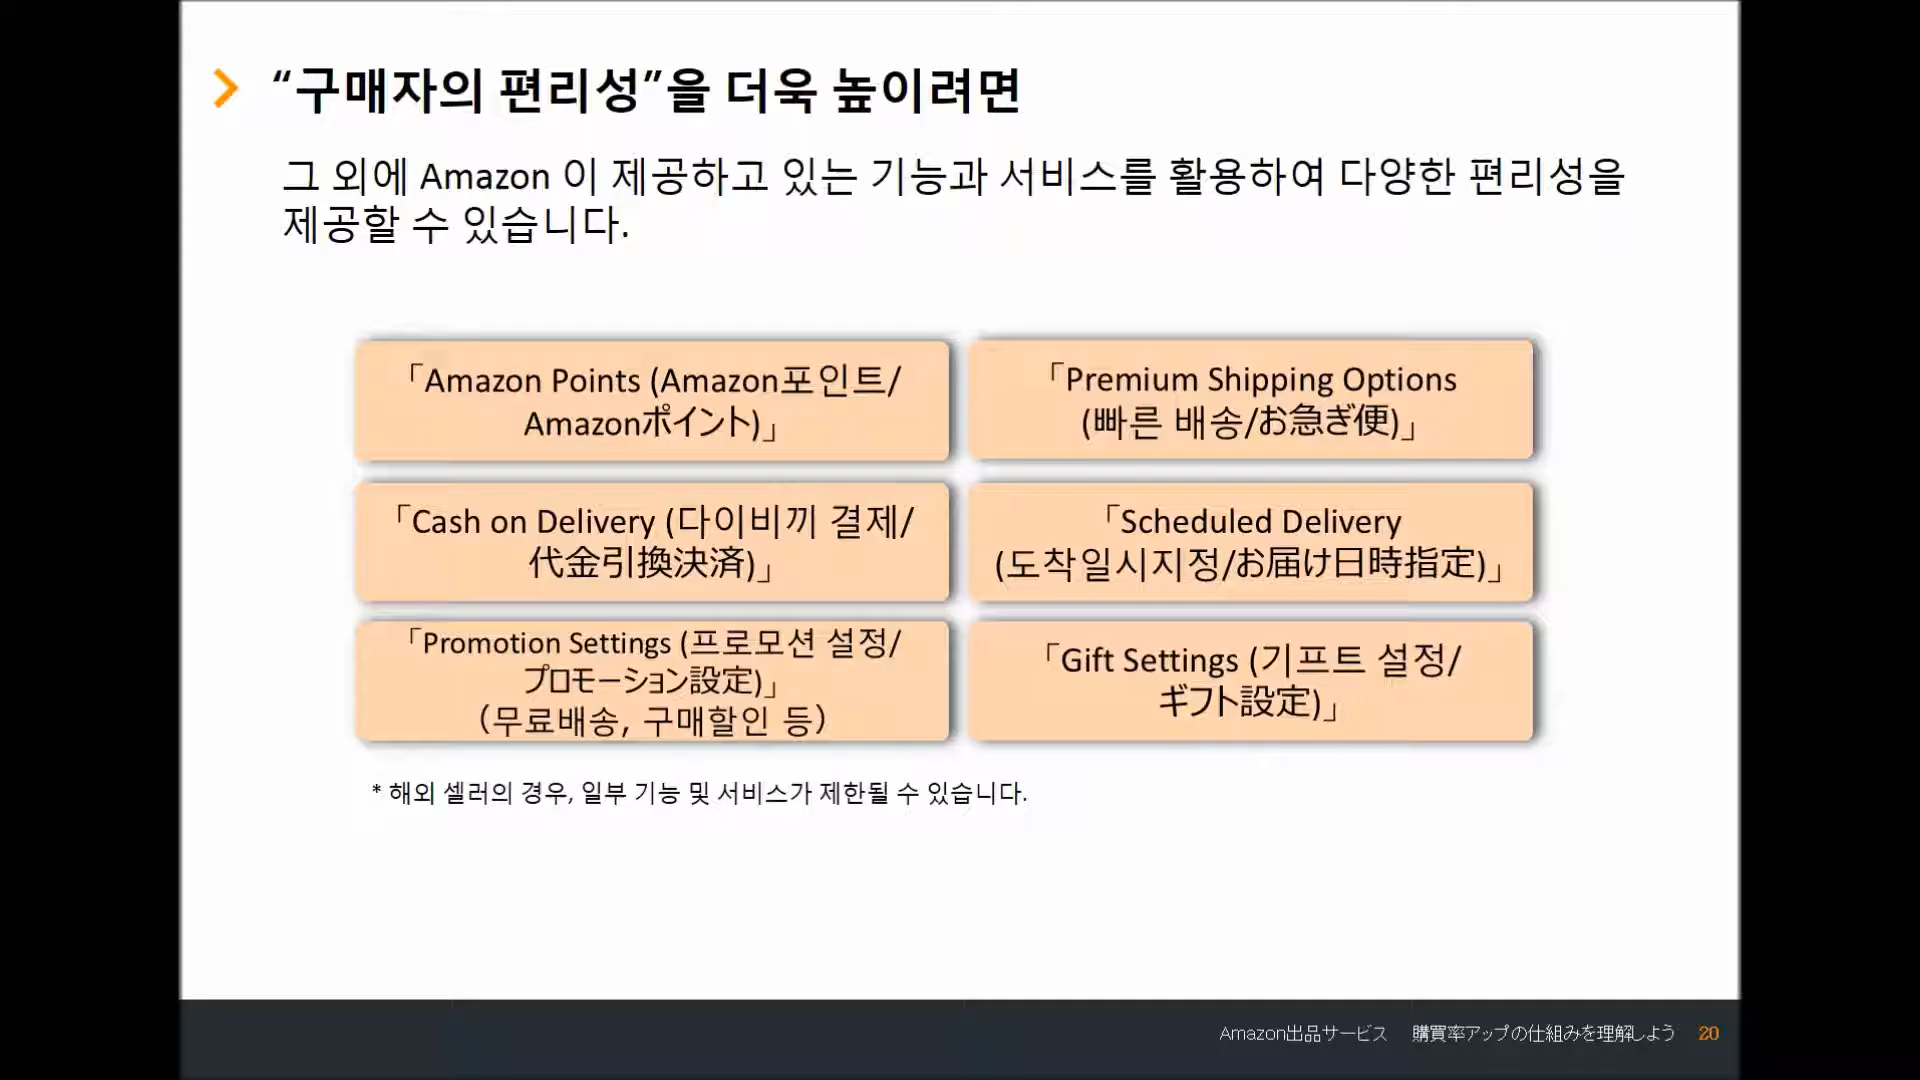 “구매자의 편리성”을 더욱 높이려면
그 외에 Amazon 이 제공하고 있는 기능과 서비스를 활용하여 다양한 편리성을
제공할 수 있습니다.
「Amazon Points (Amazon포인트/
Amazonポイント)」
「Premium Shipping Options
(빠른 배송/お急ぎ便)」
「Cash on Delivery (다이비끼 결제/
代金引換決済)」
「Scheduled Delivery
(도착일시지정/お届け日時指定)」
「Promotion Settings (프로모션 설정/
プロモーション設定)」
(무료배송, 구매할인 등)
「Gift Settings (기프트 설정/
ギフト設定)」
* 해외 셀러의 경우, 일부 기능 및 서비스가 제한될 수 있습니다.
Amazon出品サービス 購買率アップの仕組みを理解しよう 20